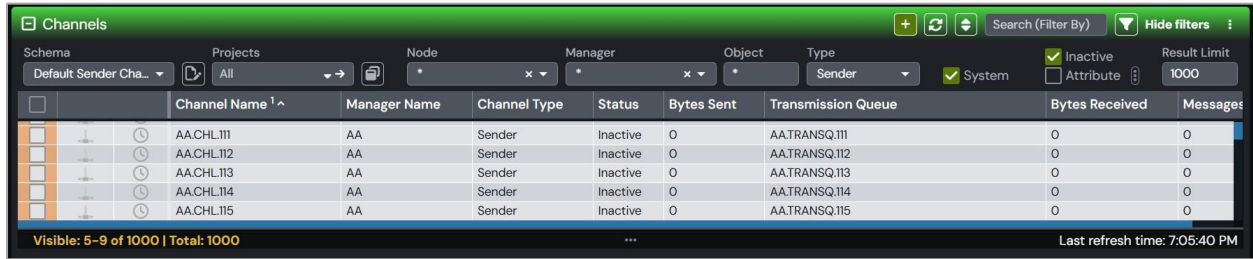 Channels
+ Search (Filter By) Hide filters
Schema Projects Node Manager Object Type Inactive Result Limit
Default Sender Cha... All * × * × * Sender System Attribute 1000
Channel Name 1 Manager Name Channel Type Status Bytes Sent Transmission Queue Bytes Received Messages
AA.CHL.111 AA Sender Inactive 0 AA.TRANSQ.111 0 0
AA.CHL.112 AA Sender Inactive 0 AA.TRANSQ.112 0 0
AA.CHL.113 AA Sender Inactive 0 AA.TRANSQ.113 0 0
AA.CHL.114 AA Sender Inactive 0 AA.TRANSQ.114 0 0
AA.CHL.115 AA Sender Inactive 0 AA.TRANSQ.115 0 0
Visible: 5-9 of 1000 | Total: 1000 ... Last refresh time: 7:05:40 PM